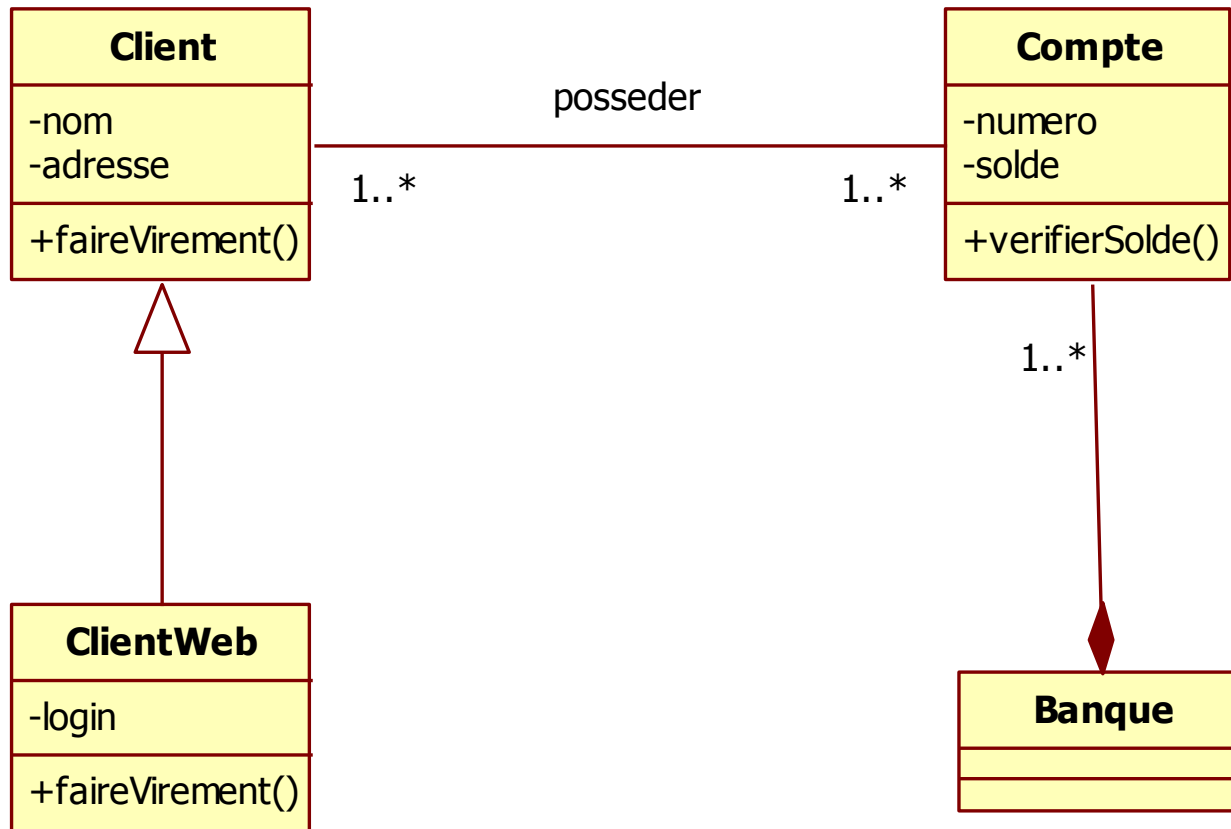 Client
-nom
-adresse
+faireVirement()
posseder
1..*
1..*
Compte
-numero
-solde
+verifierSolde()
1..*
ClientWeb
-login
+faireVirement()
Banque